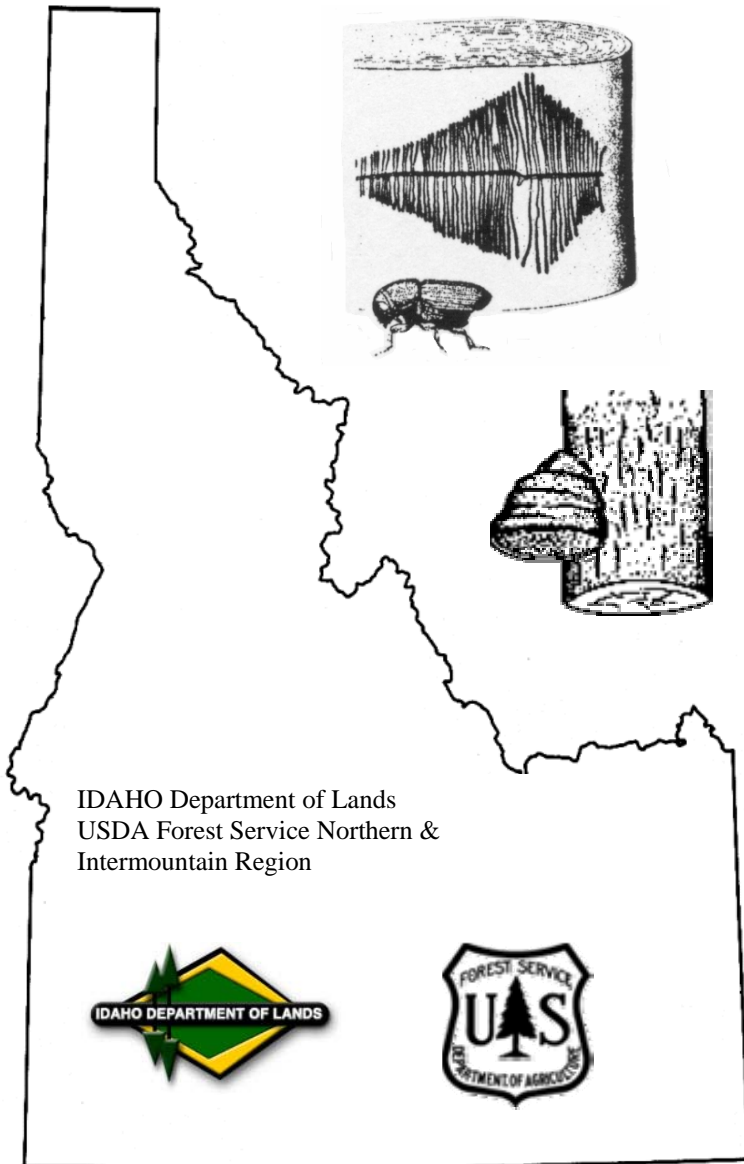 IDAHO Department of Lands
USDA Forest Service Northern &
Intermountain Region
IDAHO DEPARTMENT OF LANDS
FOREST SERVICE
U S
DEPARTMENT OF AGRICULTURE